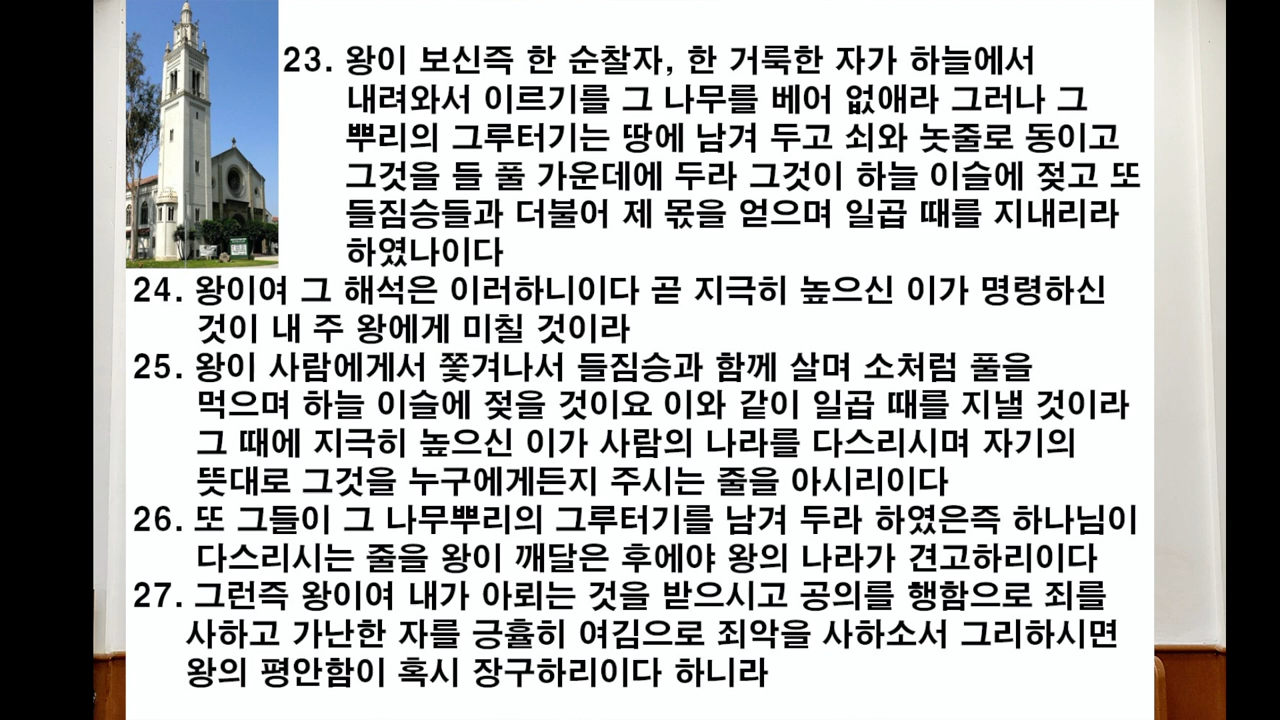 23. 왕이 보신즉 한 순찰자, 한 거룩한 자가 하늘에서
내려와서 이르기를 그 나무를 베어 없애라 그러나 그
뿌리의 그루터기는 땅에 남겨 두고 쇠와 놋줄로 동이고
그것을 들 풀 가운데에 두라 그것이 하늘 이슬에 젖고 또
들짐승들과 더불어 제 몫을 얻으며 일곱 때를 지내리라
하였나이다
24. 왕이여 그 해석은 이러하니이다 곧 지극히 높으신 이가 명령하신
것이 내 주 왕에게 미칠 것이라
25. 왕이 사람에게서 쫓겨나서 들짐승과 함께 살며 소처럼 풀을
먹으며 하늘 이슬에 젖을 것이요 이와 같이 일곱 때를 지낼 것이라
그 때에 지극히 높으신 이가 사람의 나라를 다스리시며 자기의
뜻대로 그것을 누구에게든지 주시는 줄을 아시리이다
26. 또 그들이 그 나무뿌리의 그루터기를 남겨 두라 하였은즉 하나님이
다스리시는 줄을 왕이 깨달은 후에야 왕의 나라가 견고하리이다
27. 그런즉 왕이여 내가 아뢰는 것을 받으시고 공의를 행함으로 죄를
사하고 가난한 자를 긍휼히 여김으로 죄악을 사하소서 그리하시면
왕의 평안함이 혹시 장구하리이다 하니라